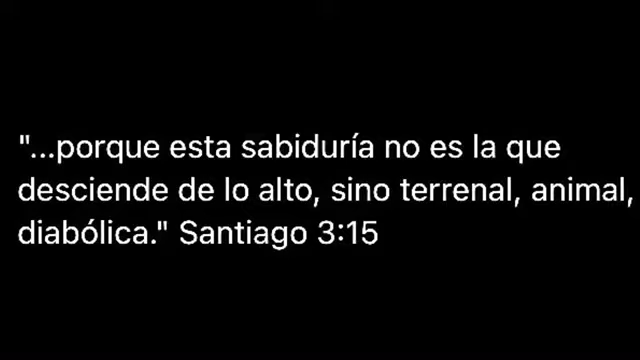 "...porque esta sabiduría no es la que
desciende de lo alto, sino terrenal, animal,
diabólica." Santiago 3:15